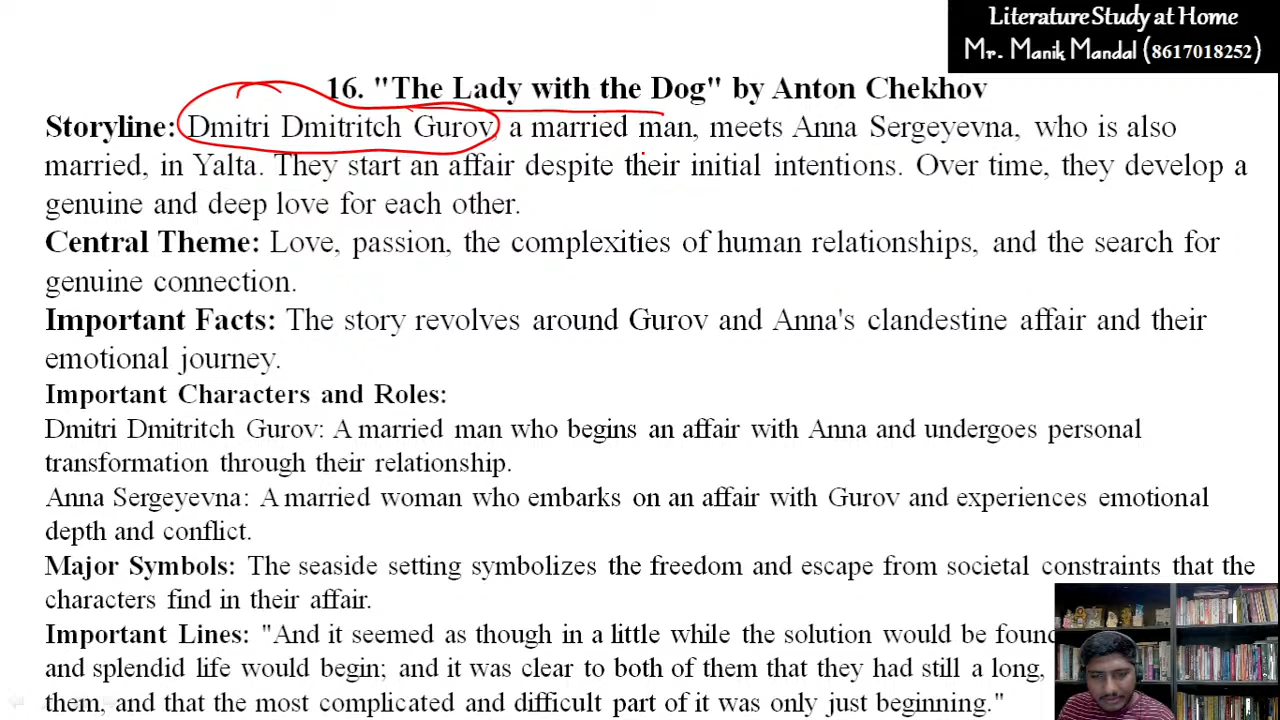 Literature Study at Home
Mr. Manik Mandal (8617018252)
16. "The Lady with the Dog" by Anton Chekhov
Storyline: Dmitri Dmitritch Gurov, a married man, meets Anna Sergeyevna, who is also
married, in Yalta. They start an affair despite their initial intentions. Over time, they develop a
genuine and deep love for each other.
Central Theme: Love, passion, the complexities of human relationships, and the search for
genuine connection.
Important Facts: The story revolves around Gurov and Anna's clandestine affair and their
emotional journey.
Important Characters and Roles:
Dmitri Dmitritch Gurov: A married man who begins an affair with Anna and undergoes personal
transformation through their relationship.
Anna Sergeyevna: A married woman who embarks on an affair with Gurov and experiences emotional
depth and conflict.
Major Symbols: The seaside setting symbolizes the freedom and escape from societal constraints that the
characters find in their affair.
Important Lines: "And it seemed as though in a little while the solution would be found
and splendid life would begin; and it was clear to both of them that they had still a long,
them, and that the most complicated and difficult part of it was only just beginning."